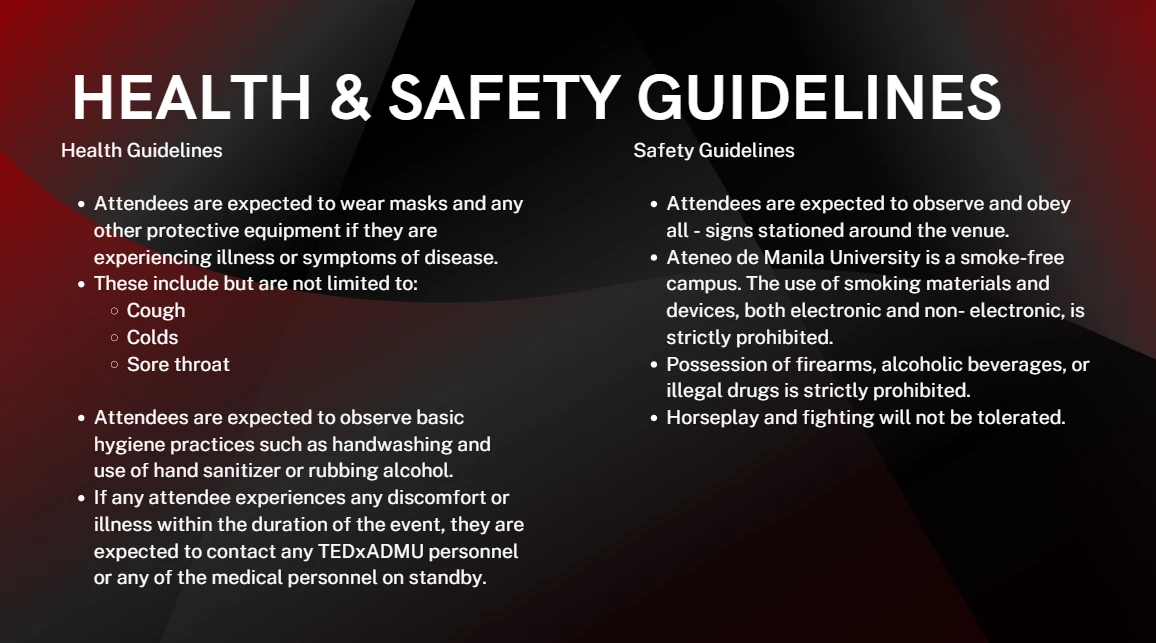 HEALTH & SAFETY GUIDELINES
Health Guidelines
• Attendees are expected to wear masks and any
other protective equipment if they are
experiencing illness or symptoms of disease.
• These include but are not limited to:
○ Cough
○ Colds
○ Sore throat
• Attendees are expected to observe basic
hygiene practices such as handwashing and
use of hand sanitizer or rubbing alcohol.
• If any attendee experiences any discomfort or
illness within the duration of the event, they are
expected to contact any TEDxADMU personnel
or any of the medical personnel on standby.
Safety Guidelines
• Attendees are expected to observe and obey
all - signs stationed around the venue.
• Ateneo de Manila University is a smoke-free
campus. The use of smoking materials and
devices, both electronic and non- electronic, is
strictly prohibited.
• Possession of firearms, alcoholic beverages, or
illegal drugs is strictly prohibited.
• Horseplay and fighting will not be tolerated.